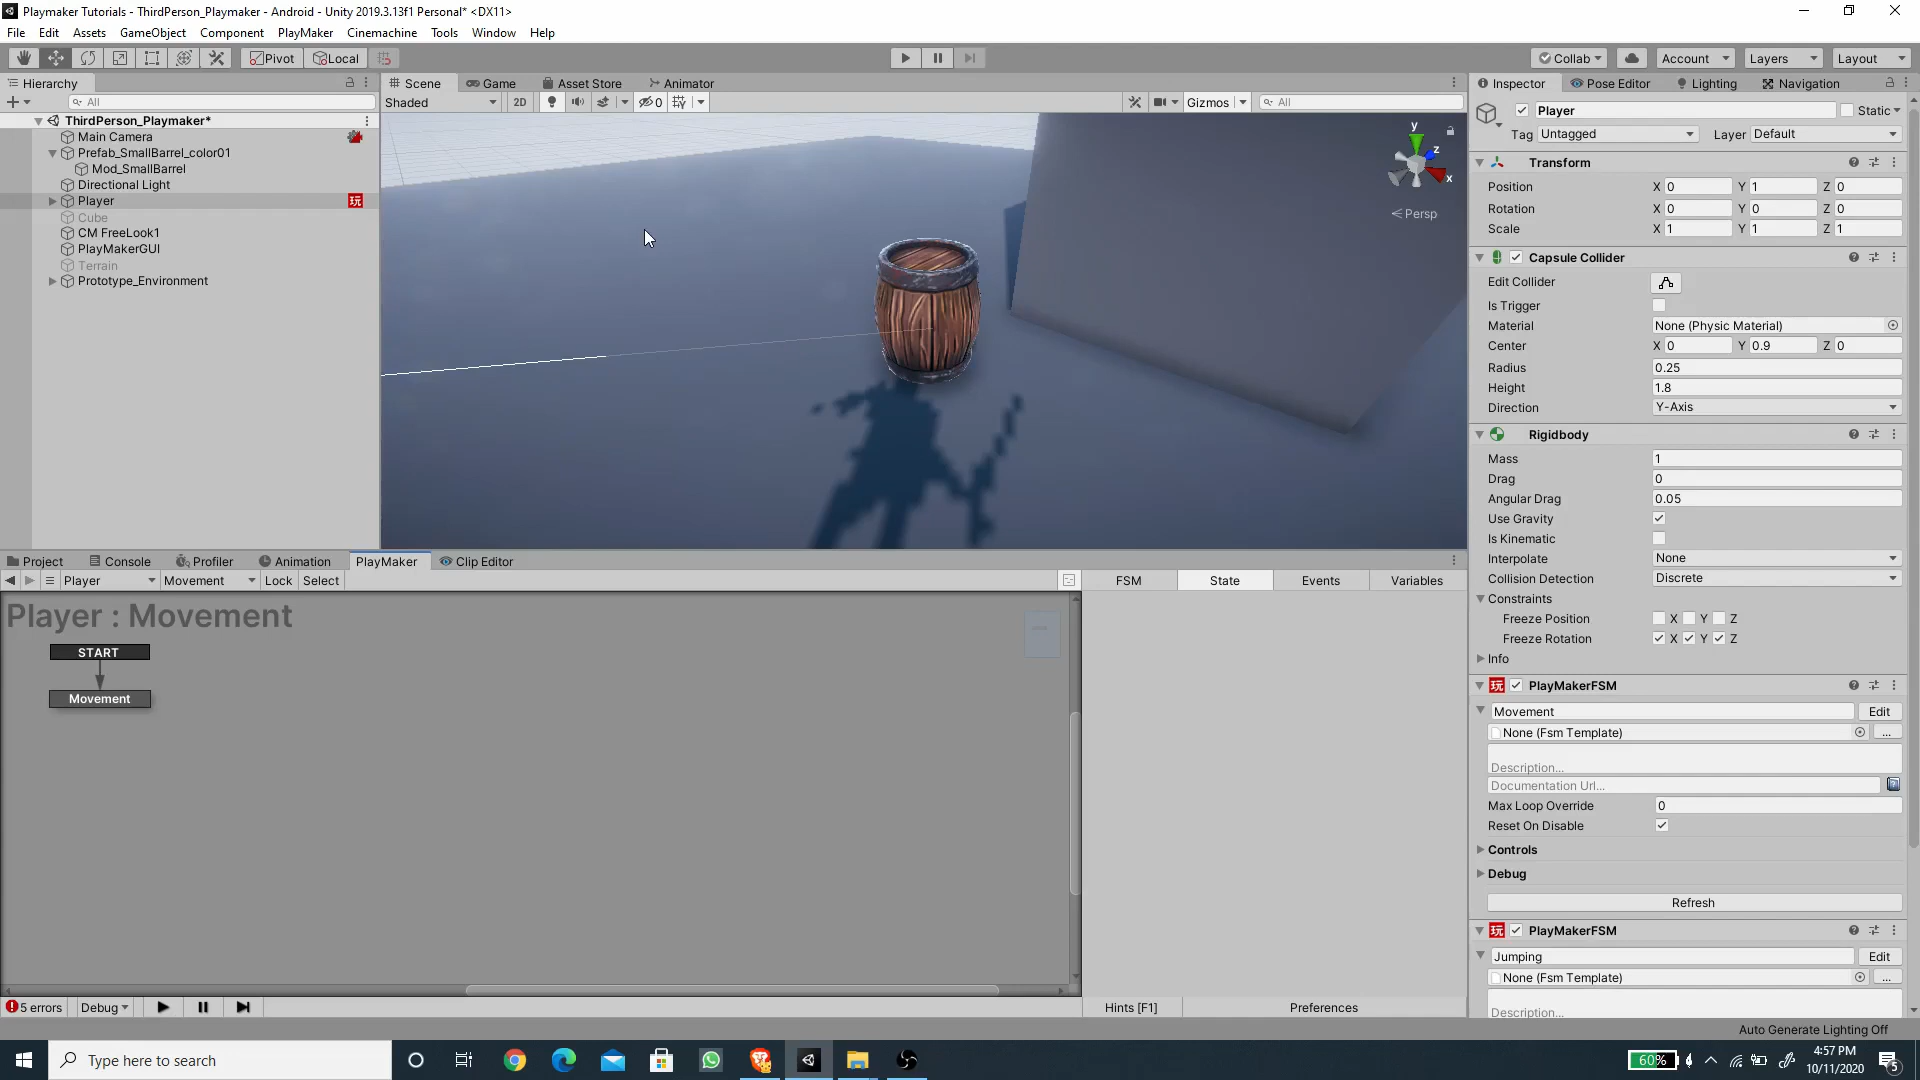 Playmaker Tutorials - ThirdPerson_Playmaker - Android - Unity 2019.3.13f1 Personal* <DX11>
File Edit Assets GameObject Component PlayMaker Cinemachine Tools Window Help
Pivot Local Collab Account Layers Layout
Hierarchy
All
ThirdPerson_Playmaker*
Main Camera
Prefab_SmallBarrel_color01
Mod_SmallBarrel
Directional Light
Player
Cube
CM FreeLook1
PlayMakerGUI
Terrain
Prototype_Environment
Scene Game Asset Store Animator
Shaded 2D 0 Gizmos All
y
z
x
Persp
Inspector Pose Editor Lighting Navigation
Player Static
Tag Untagged Layer Default
Transform
Position X 0 Y 1 Z 0
Rotation X 0 Y 0 Z 0
Scale X 1 Y 1 Z 1
Capsule Collider
Edit Collider
Is Trigger
Material None (Physic Material)
Center X 0 Y 0.9 Z 0
Radius 0.25
Height 1.8
Direction Y-Axis
Rigidbody
Mass 1
Drag 0
Angular Drag 0.05
Use Gravity
Is Kinematic
Interpolate None
Collision Detection Discrete
Constraints
Freeze Position X Y Z
Freeze Rotation X Y Z
Info
玩 PlayMakerFSM
Movement Edit
None (Fsm Template) ...
Description...
Documentation Url...
Max Loop Override 0
Reset On Disable
Controls
Debug
Refresh
玩 PlayMakerFSM
Jumping Edit
None (Fsm Template) ...
Description...
Project Console Profiler Animation PlayMaker Clip Editor
Player Movement Lock Select
FSM State Events Variables
Player : Movement
START
Movement
5 errors Debug
Hints [F1] Preferences
Auto Generate Lighting Off
Type here to search
60%
4:57 PM
10/11/2020
5